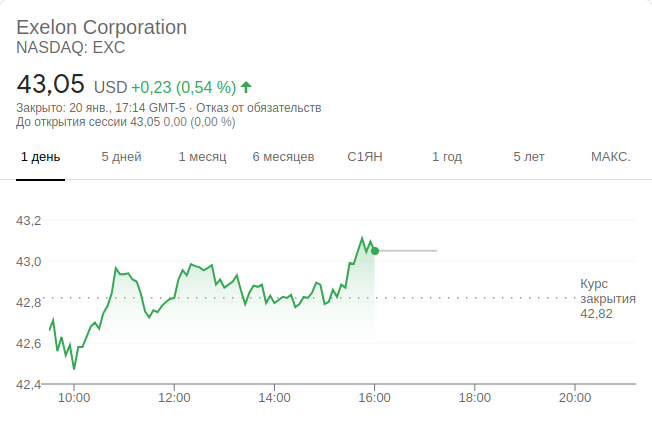 Exelon Corporation
NASDAQ: EXC
43,05 USD +0,23 (0,54 %)
Закрыто: 20 янв., 17:14 GMT-5 · Отказ от обязательств
До открытия сессии 43,05 0,00 (0,00 %)
1 день 5 дней 1 месяц 6 месяцев С1ЯН 1 год 5 лет МАКС.
43,2
43,0
42,8
42,6
42,4
Курс
закрытия
42,82
10:00 12:00 14:00 16:00 18:00 20:00